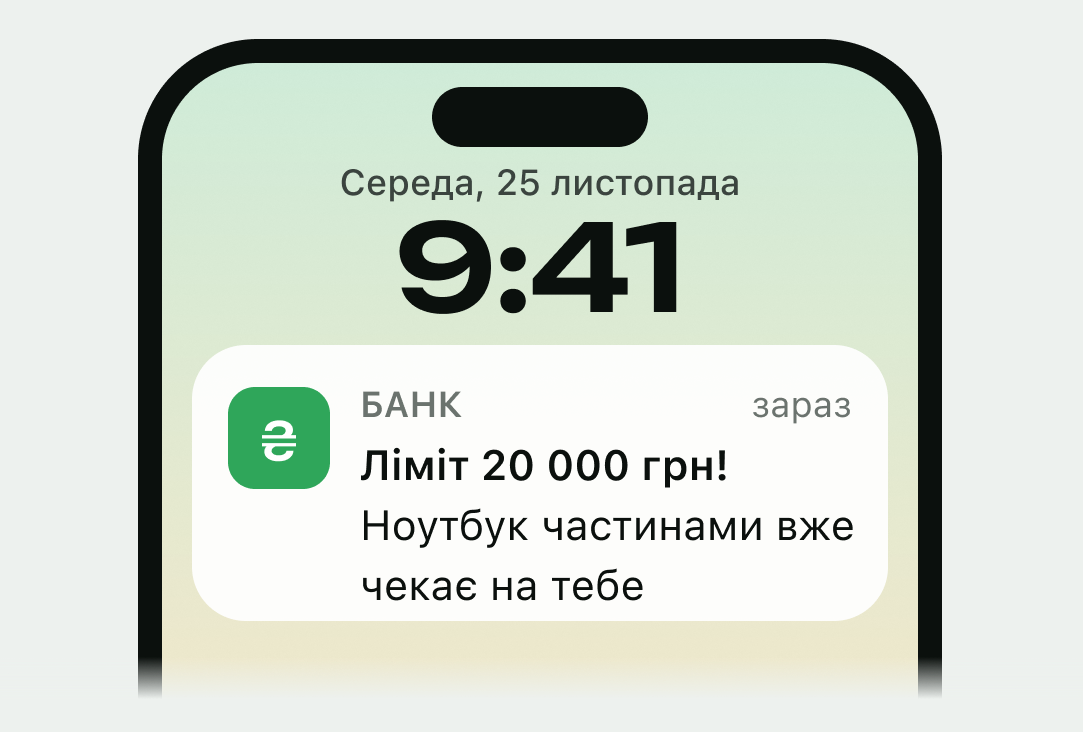 Середа, 25 листопада
9:41
БАНК
зараз
₴
Ліміт 20 000 грн!
Ноутбук частинами вже
чекає на тебе